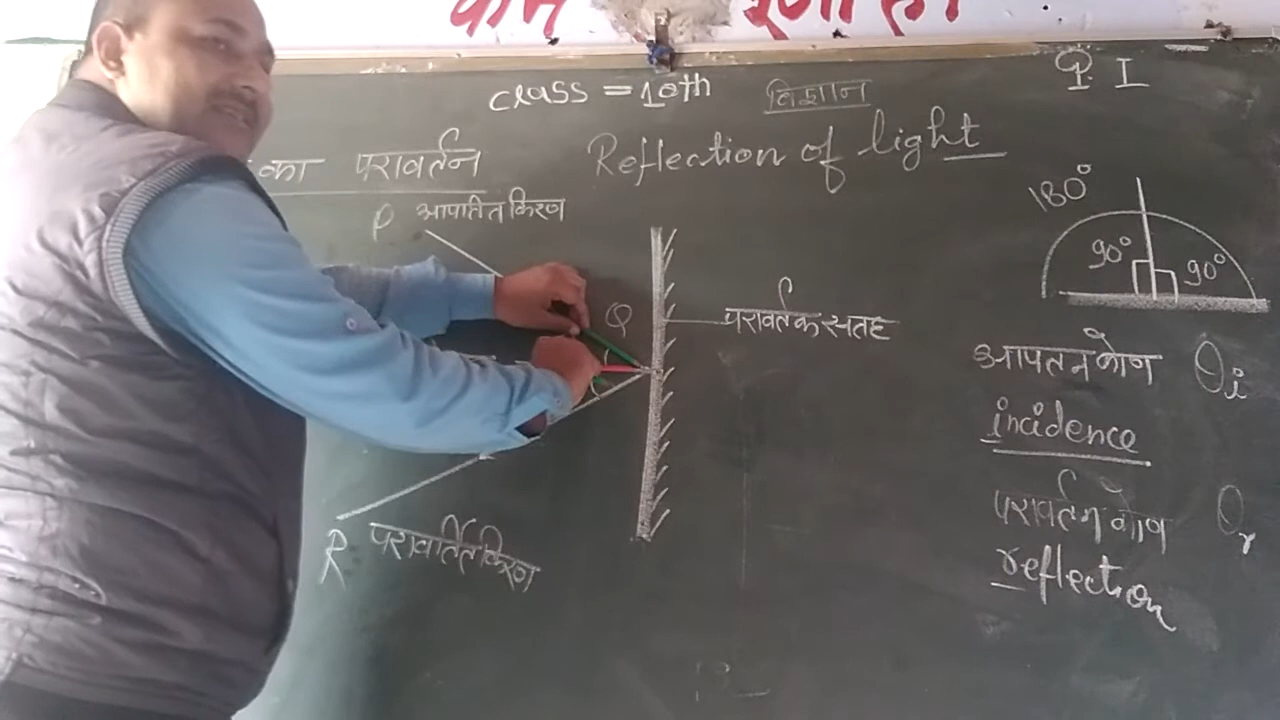 class = 10th विज्ञान P. I
का परावर्तन Reflection of light
P आपातित किरण
180°
90° 90°
Q
परावर्तक सतह
आपतन कोण θi
incidence
परावर्तन कोण θr
reflection
R परावर्तित किरण